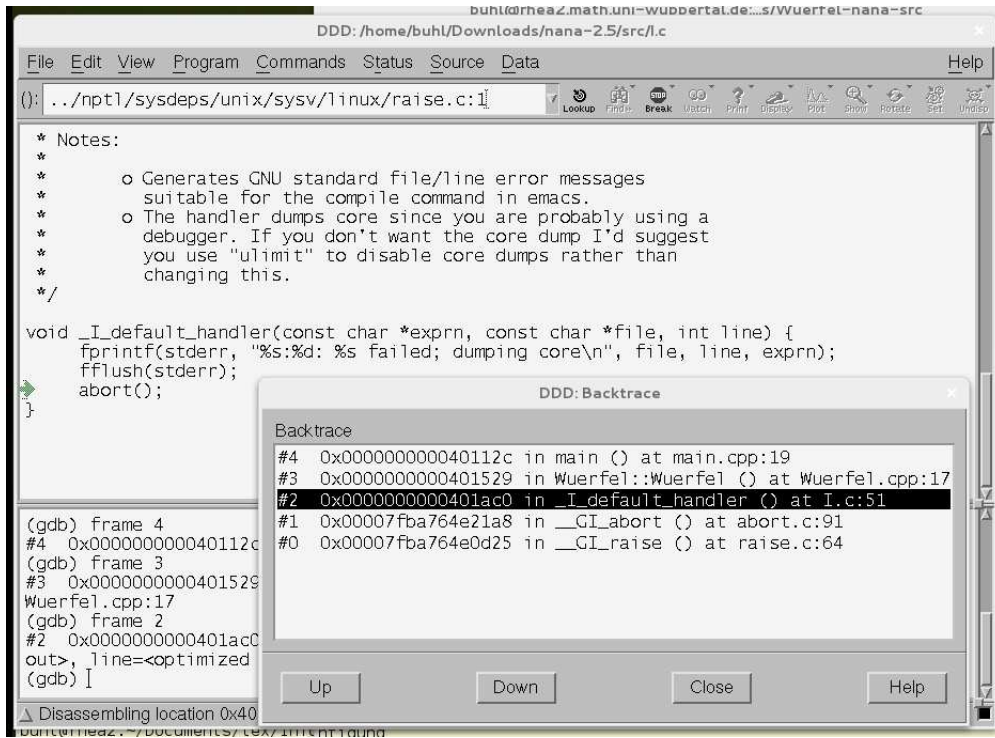 buhl@rhea2.math.uni-wuppertal.de:...s/Wuerfel-nana-src
DDD: /home/buhl/Downloads/nana-2.5/src/I.c
File Edit View Program Commands Status Source Data Help
(): ../nptl/sysdeps/unix/sysv/linux/raise.c:1
Lookup Find» Break Watch Print Display Plot Show Rotate Set Undisp
* Notes:
*
* o Generates GNU standard file/line error messages
* suitable for the compile command in emacs.
* o The handler dumps core since you are probably using a
* debugger. If you don't want the core dump I'd suggest
* you use "ulimit" to disable core dumps rather than
* changing this.
*/
void _I_default_handler(const char *exprn, const char *file, int line) {
fprintf(stderr, "%s:%d: %s failed; dumping core\n", file, line, exprn);
fflush(stderr);
abort();
}
DDD: Backtrace
Backtrace
#4 0x000000000040112c in main () at main.cpp:19
#3 0x0000000000401529 in Wuerfel::Wuerfel () at Wuerfel.cpp:17
#2 0x0000000000401ac0 in _I_default_handler () at I.c:51
#1 0x00007fba764e21a8 in __GI_abort () at abort.c:91
#0 0x00007fba764e0d25 in __GI_raise () at raise.c:64
Up Down Close Help
(gdb) frame 4
#4 0x000000000040112c
(gdb) frame 3
#3 0x0000000000401529
Wuerfel.cpp:17
(gdb) frame 2
#2 0x0000000000401ac0
out>, line=<optimized
(gdb)
Disassembling location 0x40